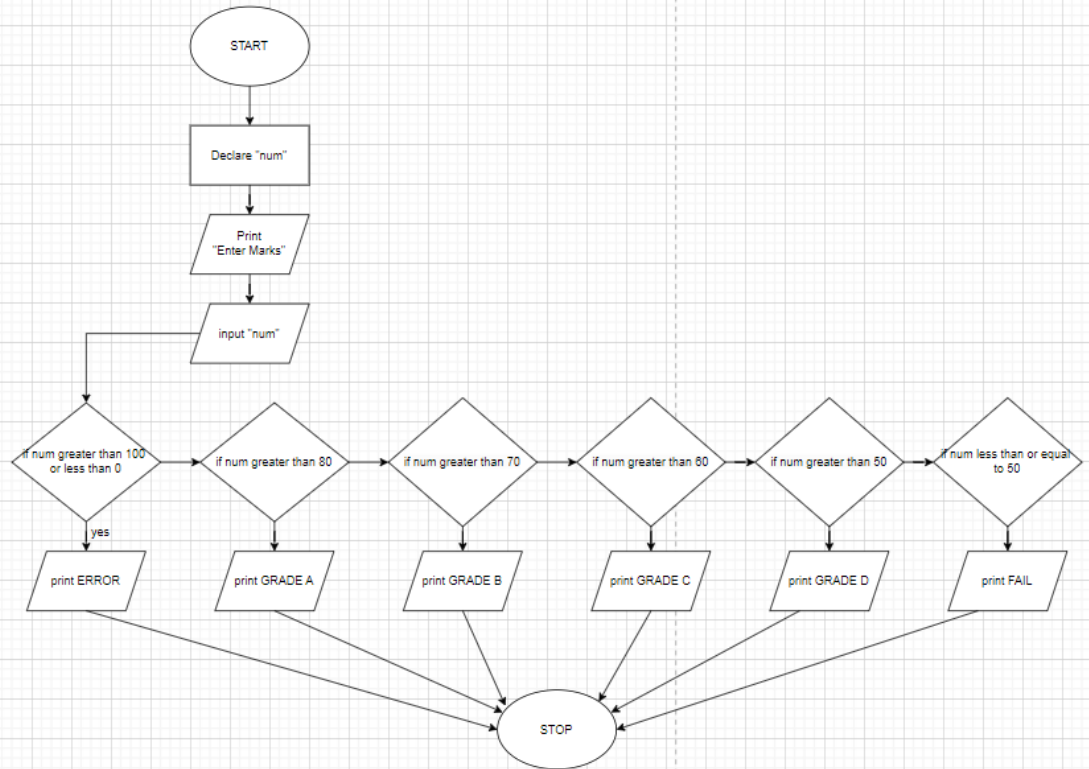 START
Declare "num"
Print
"Enter Marks"
input "num"
if num greater than 100
or less than 0
if num greater than 80
if num greater than 70
if num greater than 60
if num greater than 50
if num less than or equal
to 50
yes
print ERROR
print GRADE A
print GRADE B
print GRADE C
print GRADE D
print FAIL
STOP